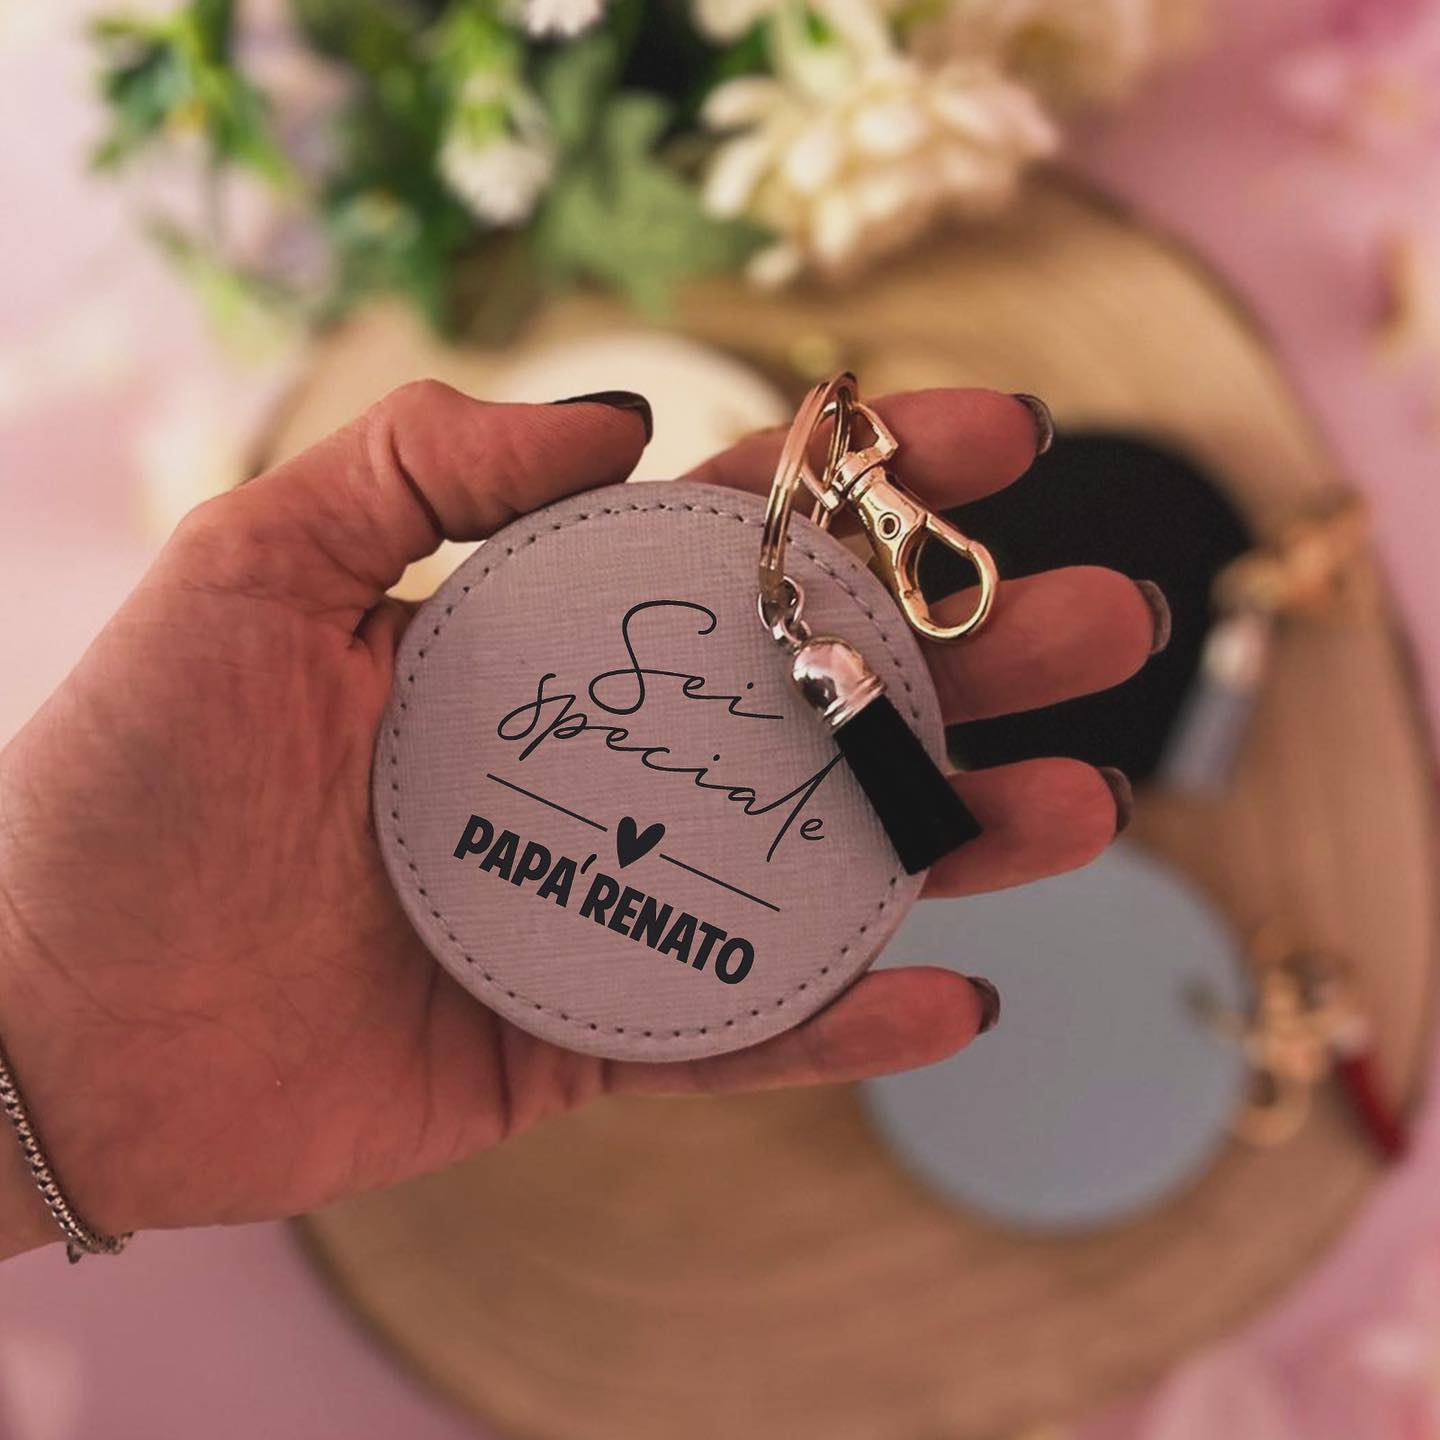 Sei
speciale
PAPA' RENATO